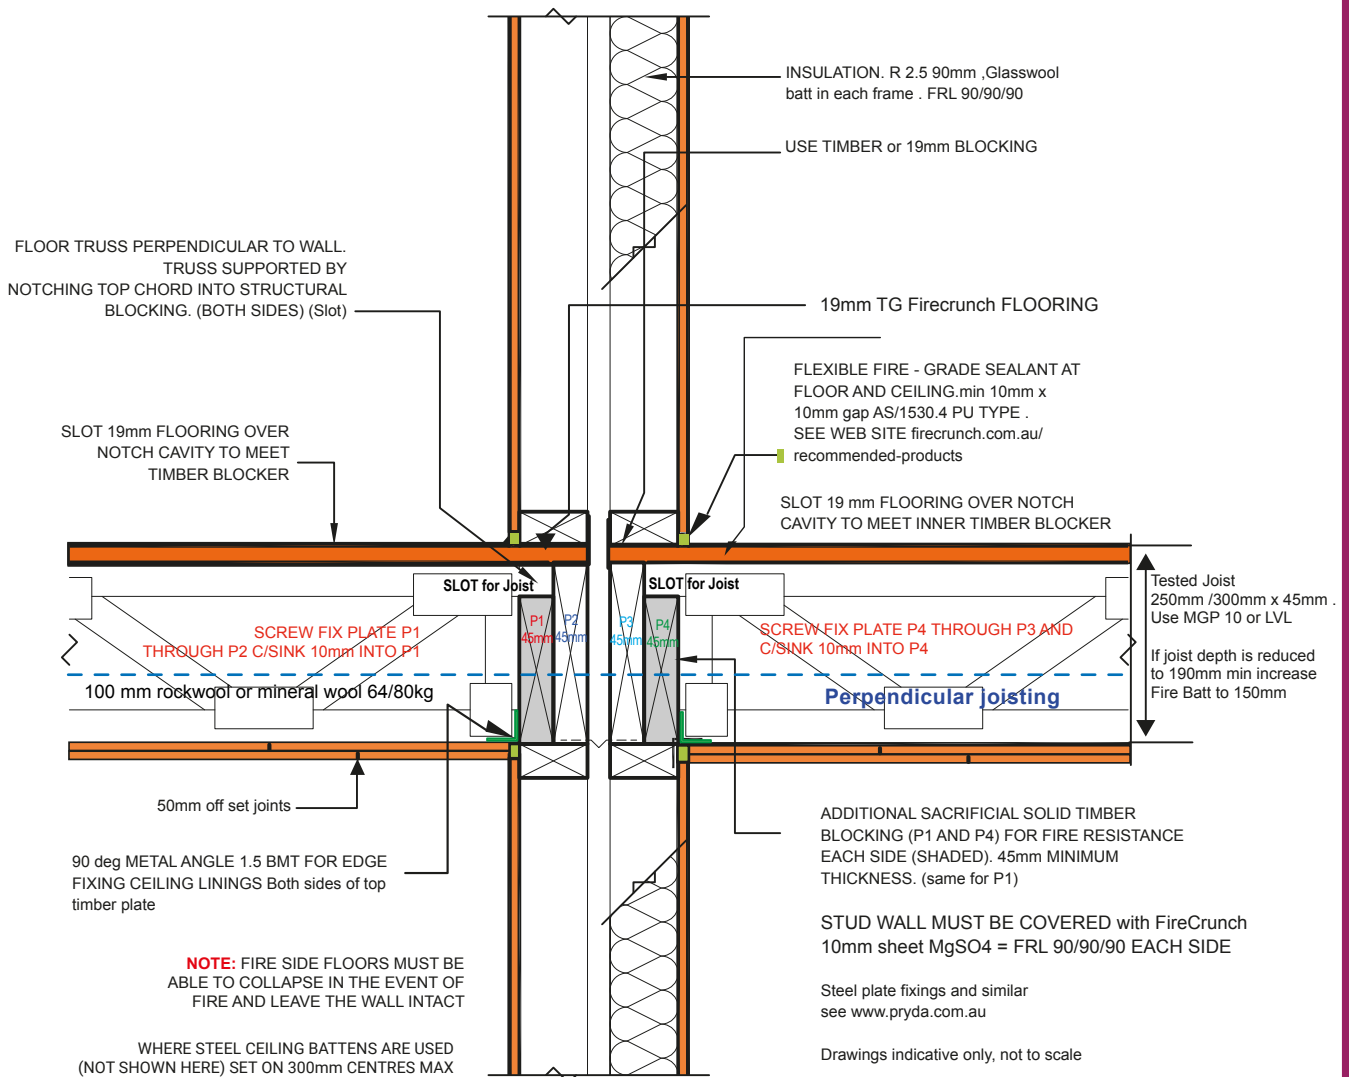 INSULATION. R 2.5 90mm ,Glasswool
batt in each frame . FRL 90/90/90
USE TIMBER or 19mm BLOCKING
FLOOR TRUSS PERPENDICULAR TO WALL.
TRUSS SUPPORTED BY
NOTCHING TOP CHORD INTO STRUCTURAL
BLOCKING. (BOTH SIDES) (Slot)
19mm TG Firecrunch FLOORING
FLEXIBLE FIRE - GRADE SEALANT AT
FLOOR AND CEILING.min 10mm x
10mm gap AS/1530.4 PU TYPE .
SEE WEB SITE firecrunch.com.au/
recommended-products
SLOT 19mm FLOORING OVER
NOTCH CAVITY TO MEET
TIMBER BLOCKER
SLOT 19 mm FLOORING OVER NOTCH
CAVITY TO MEET INNER TIMBER BLOCKER
SLOT for Joist
SLOT for Joist
P1
45mm
P2
45mm
P3
45mm
P4
45mm
SCREW FIX PLATE P1
THROUGH P2 C/SINK 10mm INTO P1
SCREW FIX PLATE P4 THROUGH P3 AND
C/SINK 10mm INTO P4
Tested Joist
250mm /300mm x 45mm .
Use MGP 10 or LVL
If joist depth is reduced
to 190mm min increase
Fire Batt to 150mm
100 mm rockwool or mineral wool 64/80kg
Perpendicular joisting
50mm off set joints
90 deg METAL ANGLE 1.5 BMT FOR EDGE
FIXING CEILING LININGS Both sides of top
timber plate
ADDITIONAL SACRIFICIAL SOLID TIMBER
BLOCKING (P1 AND P4) FOR FIRE RESISTANCE
EACH SIDE (SHADED). 45mm MINIMUM
THICKNESS. (same for P1)
STUD WALL MUST BE COVERED with FireCrunch
10mm sheet MgSO4 = FRL 90/90/90 EACH SIDE
NOTE: FIRE SIDE FLOORS MUST BE
ABLE TO COLLAPSE IN THE EVENT OF
FIRE AND LEAVE THE WALL INTACT
Steel plate fixings and similar
see www.pryda.com.au
WHERE STEEL CEILING BATTENS ARE USED
(NOT SHOWN HERE) SET ON 300mm CENTRES MAX
Drawings indicative only, not to scale